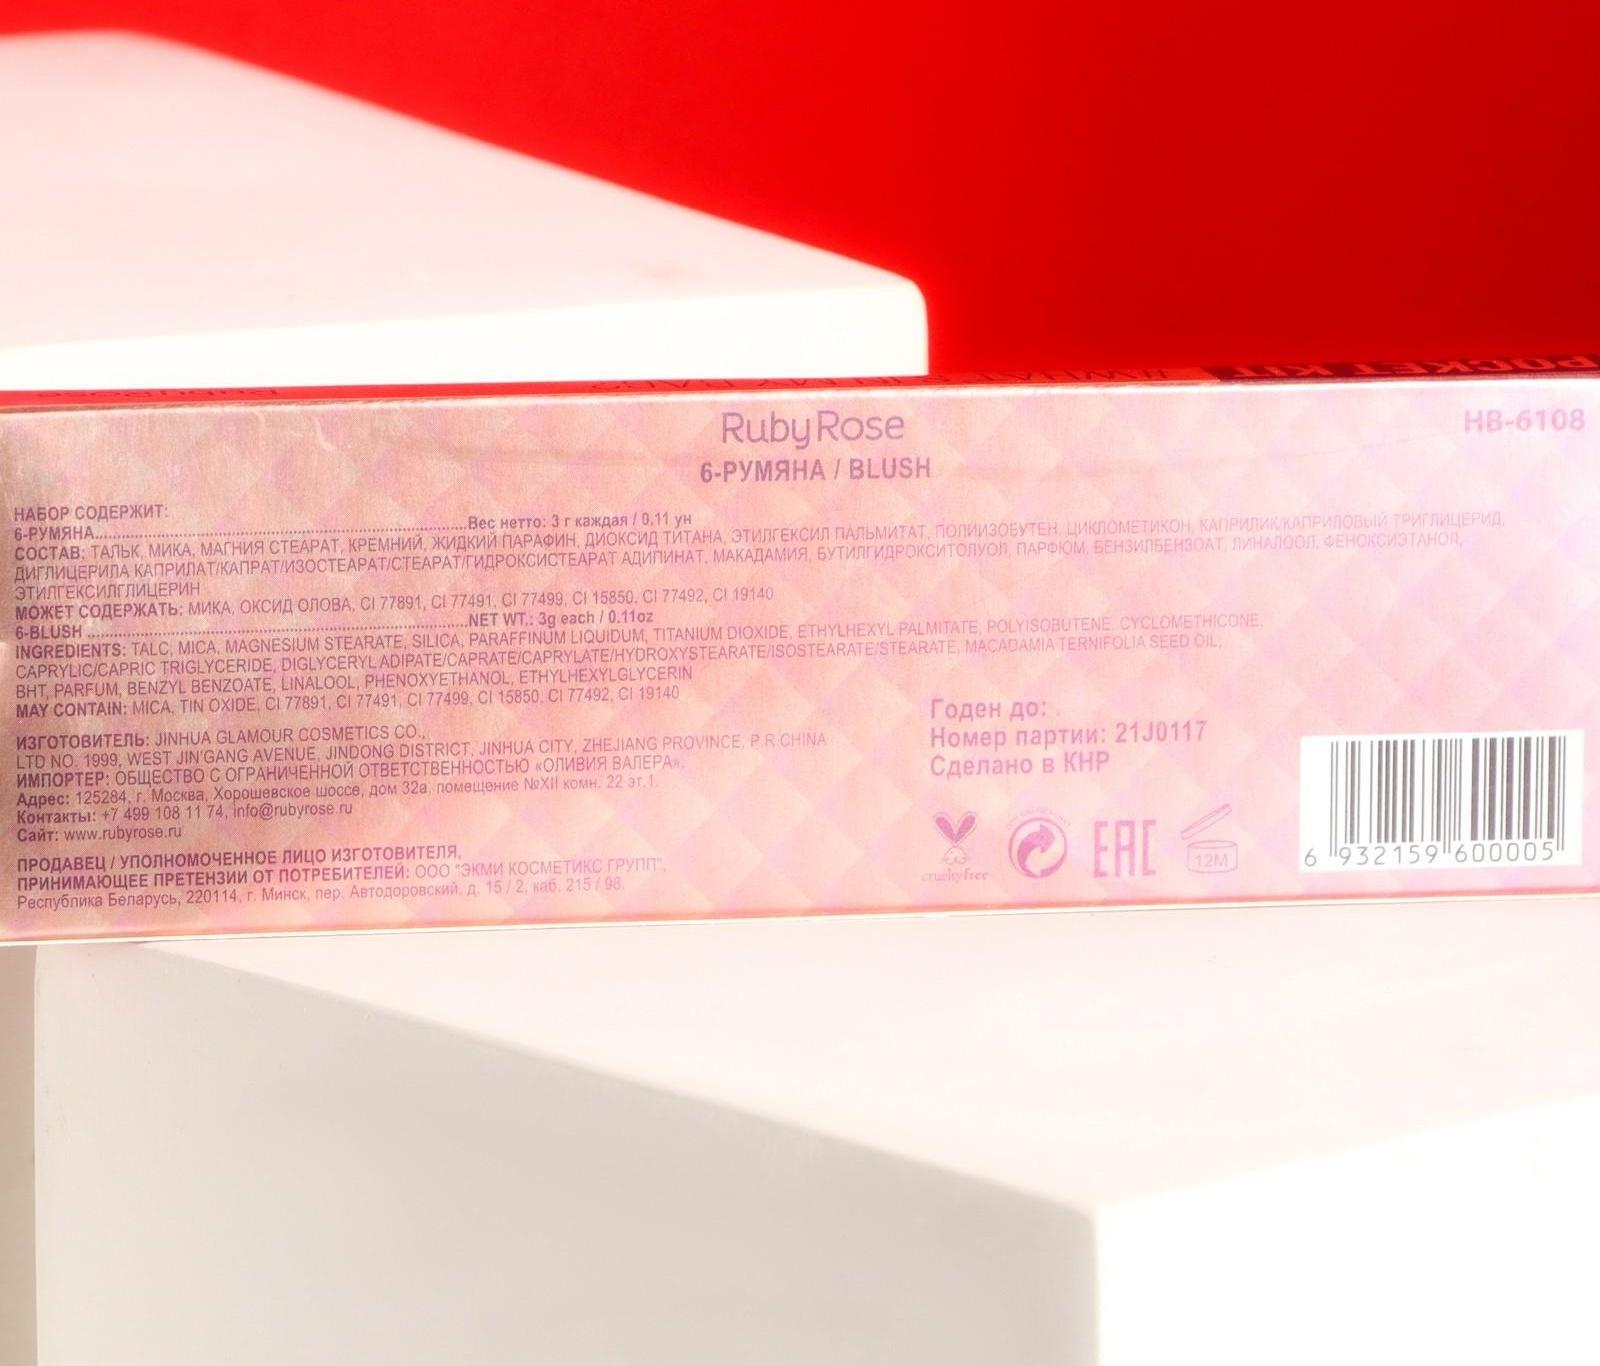 POCKET KIT
RubyRose
HB-6108
6-РУМЯНА / BLUSH
НАБОР СОДЕРЖИТ:
6-РУМЯНА.....Вес нетто: 3 г каждая / 0.11 ун
СОСТАВ: ТАЛЬК, МИКА, МАГНИЯ СТЕАРАТ, КРЕМНИЙ, ЖИДКИЙ ПАРАФИН, ДИОКСИД ТИТАНА, ЭТИЛГЕКСИЛ ПАЛЬМИТАТ, ПОЛИИЗОБУТЕН, ЦИКЛОМЕТИКОН, КАПРИЛИК/КАПРИЛОВЫЙ ТРИГЛИЦЕРИД,
ДИГЛИЦЕРИЛА КАПРИЛАТ/КАПРАТ/ИЗОСТЕАРАТ/СТЕАРАТ/ГИДРОКСИСТЕАРАТ АДИПИНАТ, МАКАДАМИЯ, БУТИЛГИДРОКСИТОЛУОЛ, ПАРФЮМ, БЕНЗИЛБЕНЗОАТ, ЛИНАЛООЛ, ФЕНОКСИЭТАНОЛ,
ЭТИЛГЕКСИЛГЛИЦЕРИН
МОЖЕТ СОДЕРЖАТЬ: МИКА, ОКСИД ОЛОВА, CI 77891, CI 77491, CI 77499, CI 15850, CI 77492, CI 19140
6-BLUSH .....NET WT.: 3g each / 0.11oz
INGREDIENTS: TALC, MICA, MAGNESIUM STEARATE, SILICA, PARAFFINUM LIQUIDUM, TITANIUM DIOXIDE, ETHYLHEXYL PALMITATE, POLYISOBUTENE, CYCLOMETHICONE,
CAPRYLIC/CAPRIC TRIGLYCERIDE, DIGLYCERYL ADIPATE/CAPRATE/CAPRYLATE/HYDROXYSTEARATE/ISOSTEARATE/STEARATE, MACADAMIA TERNIFOLIA SEED OIL,
BHT, PARFUM, BENZYL BENZOATE, LINALOOL, PHENOXYETHANOL, ETHYLHEXYLGLYCERIN
MAY CONTAIN: MICA, TIN OXIDE, CI 77891, CI 77491, CI 77499, CI 15850, CI 77492, CI 19140
ИЗГОТОВИТЕЛЬ: JINHUA GLAMOUR COSMETICS CO.,
LTD NO. 1999, WEST JIN'GANG AVENUE, JINDONG DISTRICT, JINHUA CITY, ZHEJIANG PROVINCE, P.R.CHINA
ИМПОРТЕР: ОБЩЕСТВО С ОГРАНИЧЕННОЙ ОТВЕТСТВЕННОСТЬЮ «ОЛИВИЯ ВАЛЕРА».
Адрес: 125284, г. Москва, Хорошевское шоссе, дом 32а, помещение №XII комн. 22 эт.1.
Контакты: +7 499 108 11 74, info@rubyrose.ru
Сайт: www.rubyrose.ru
ПРОДАВЕЦ / УПОЛНОМОЧЕННОЕ ЛИЦО ИЗГОТОВИТЕЛЯ,
ПРИНИМАЮЩЕЕ ПРЕТЕНЗИИ ОТ ПОТРЕБИТЕЛЕЙ: ООО "ЭКМИ КОСМЕТИКС ГРУПП",
Республика Беларусь, 220114, г. Минск, пер. Автодоровский, д. 15 / 2, каб. 215 / 98.
Годен до:
Номер партии: 21J0117
Сделано в КНР
cruelty free
EAC
12M
6 932159 600005